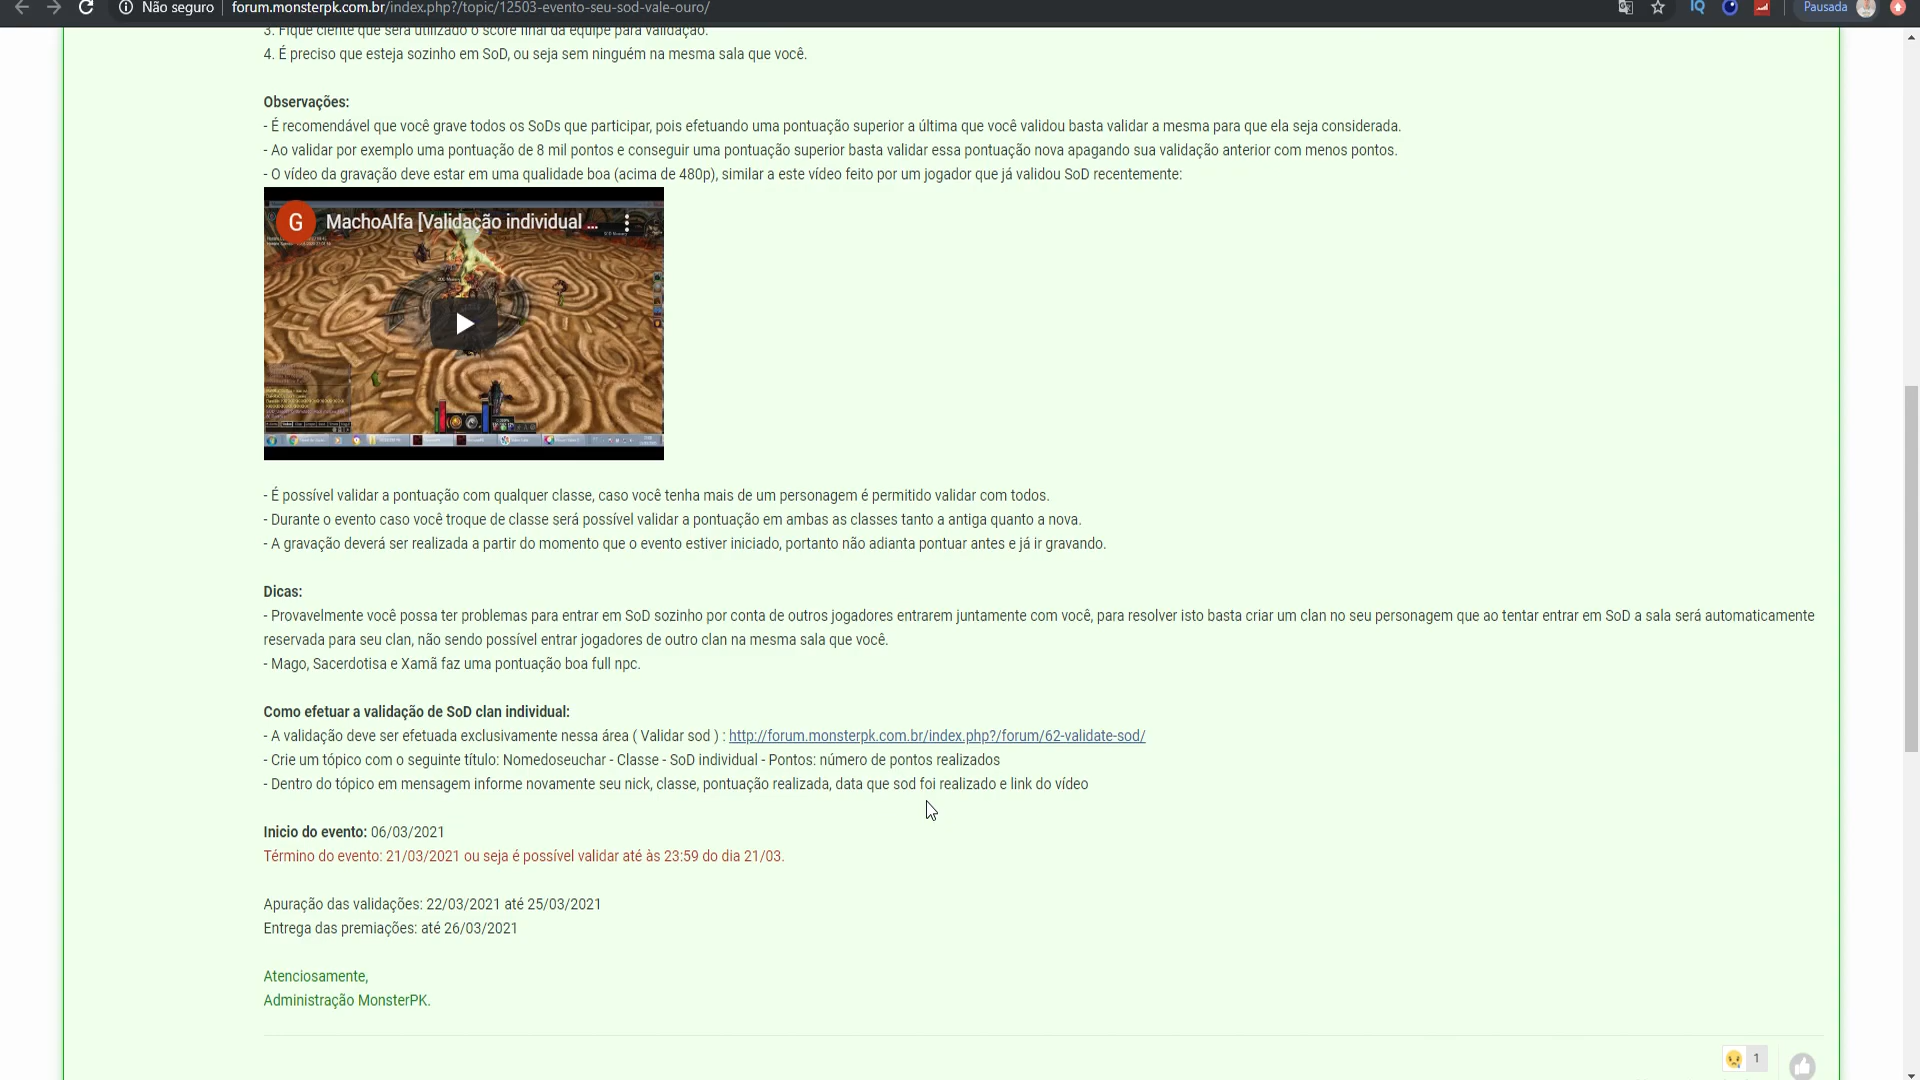 Não seguro
forum.monsterpk.com.br/index.php?/topic/12503-evento-seu-sod-vale-ouro/
IQ
Pausada
3. Fique ciente que será utilizado o score final da equipe para validação.
4. É preciso que esteja sozinho em SoD, ou seja sem ninguém na mesma sala que você.
Observações:
- É recomendável que você grave todos os SoDs que participar, pois efetuando uma pontuação superior a última que você validou basta validar a mesma para que ela seja considerada.
- Ao validar por exemplo uma pontuação de 8 mil pontos e conseguir uma pontuação superior basta validar essa pontuação nova apagando sua validação anterior com menos pontos.
- O vídeo da gravação deve estar em uma qualidade boa (acima de 480p), similar a este vídeo feito por um jogador que já validou SoD recentemente:
G MachoAlfa [Validação individual ...
- É possível validar a pontuação com qualquer classe, caso você tenha mais de um personagem é permitido validar com todos.
- Durante o evento caso você troque de classe será possível validar a pontuação em ambas as classes tanto a antiga quanto a nova.
- A gravação deverá ser realizada a partir do momento que o evento estiver iniciado, portanto não adianta pontuar antes e já ir gravando.
Dicas:
- Provavelmente você possa ter problemas para entrar em SoD sozinho por conta de outros jogadores entrarem juntamente com você, para resolver isto basta criar um clan no seu personagem que ao tentar entrar em SoD a sala será automaticamente
reservada para seu clan, não sendo possível entrar jogadores de outro clan na mesma sala que você.
- Mago, Sacerdotisa e Xamã faz uma pontuação boa full npc.
Como efetuar a validação de SoD clan individual:
- A validação deve ser efetuada exclusivamente nessa área ( Validar sod ) : http://forum.monsterpk.com.br/index.php?/forum/62-validate-sod/
- Crie um tópico com o seguinte título: Nomedoseuchar - Classe - SoD individual - Pontos: número de pontos realizados
- Dentro do tópico em mensagem informe novamente seu nick, classe, pontuação realizada, data que sod foi realizado e link do vídeo
Inicio do evento: 06/03/2021
Término do evento: 21/03/2021 ou seja é possível validar até às 23:59 do dia 21/03.
Apuração das validações: 22/03/2021 até 25/03/2021
Entrega das premiações: até 26/03/2021
Atenciosamente,
Administração MonsterPK.
1